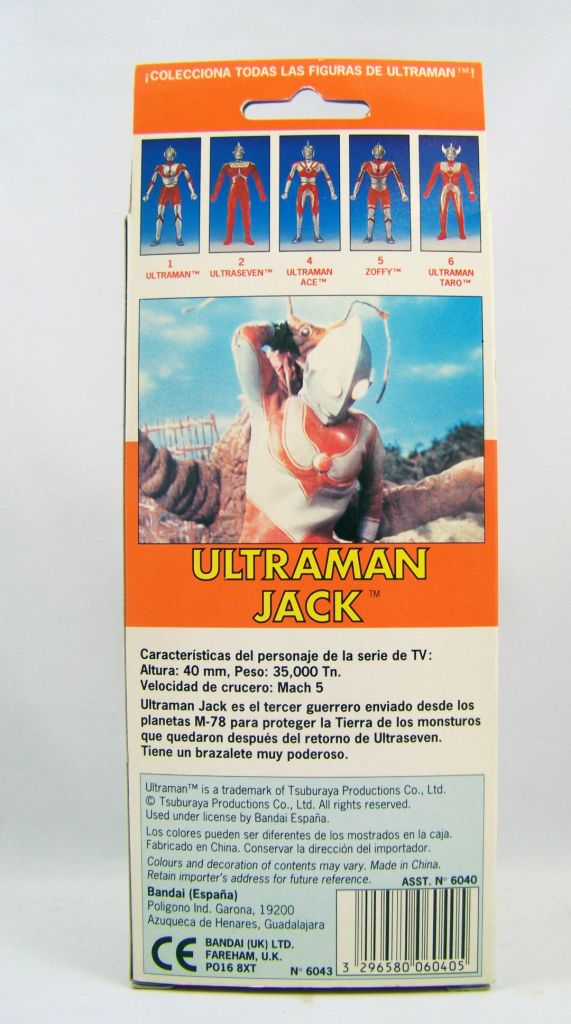 ¡COLECCIONA TODAS LAS FIGURAS DE ULTRAMAN™!
1
ULTRAMAN™
2
ULTRASEVEN™
4
ULTRAMAN
ACE™
5
ZOFFY™
6
ULTRAMAN
TARO™
ULTRAMAN
JACK™
Características del personaje de la serie de TV:
Altura: 40 mm, Peso: 35,000 Tn.
Velocidad de crucero: Mach 5
Ultraman Jack es el tercer guerrero enviado desde los
planetas M-78 para proteger la Tierra de los monsturos
que quedaron después del retorno de Ultraseven.
Tiene un brazalete muy poderoso.
Ultraman™ is a trademark of Tsuburaya Productions Co., Ltd.
© Tsuburaya Productions Co., Ltd. All rights reserved.
Used under license by Bandai España.
Los colores pueden ser diferentes de los mostrados en la caja.
Fabricado en China. Conservar la dirección del importador.
Colours and decoration of contents may vary. Made in China.
Retain importer's address for future reference.
ASST. N° 6040
Bandai (España)
Poligono Ind. Garona, 19200
Azuqueca de Henares, Guadalajara
CE
BANDAI (UK) LTD.
FAREHAM, U.K.
PO16 8XT
N° 6043
3 296580 060405